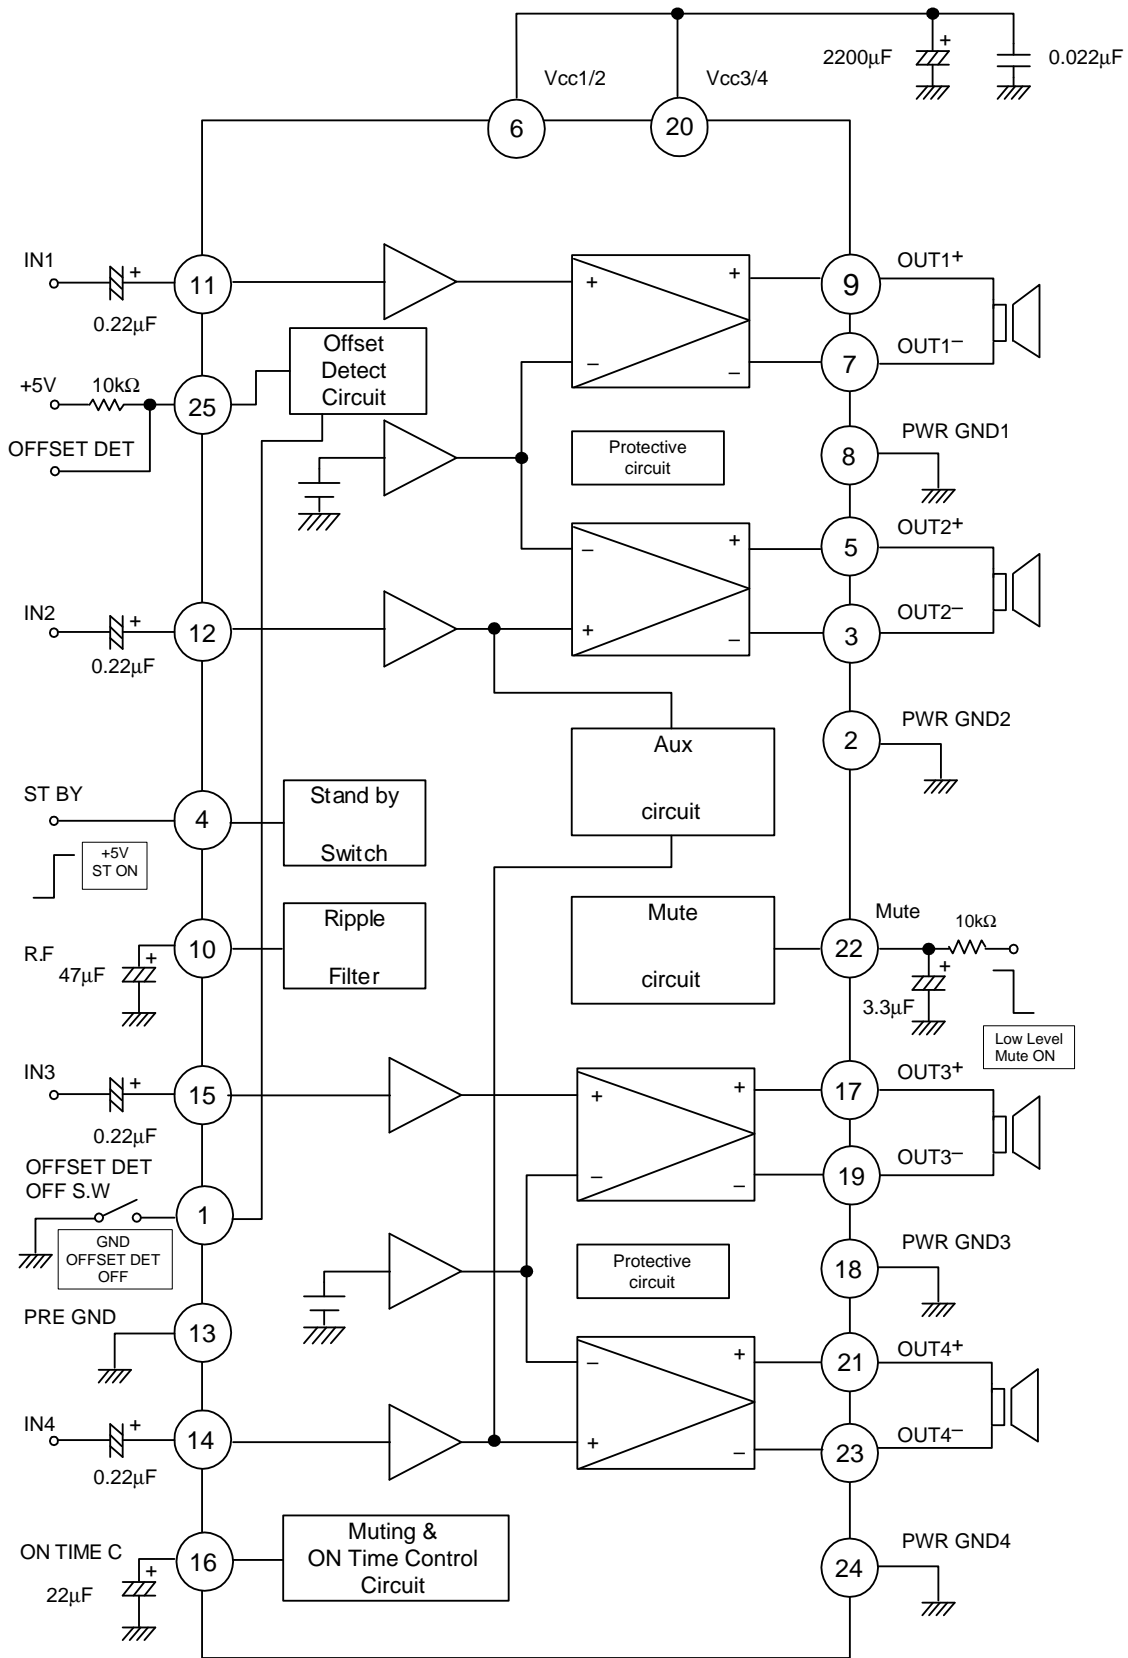 2200µF
0.022µF
Vcc1/2
Vcc3/4
6
20
IN1
+
0.22µF
11
+
+
–
–
9
OUT1+
7
OUT1–
+5V
10kΩ
25
OFFSET DET
Offset
Detect
Circuit
Protective
circuit
8
PWR GND1
–
+
+
–
5
OUT2+
3
OUT2–
IN2
+
0.22µF
12
2
PWR GND2
Aux
circuit
ST BY
4
Stand by
Switch
+5V
ST ON
R.F
47µF
+
10
Ripple
Filter
Mute
circuit
22
Mute
10kΩ
+
3.3µF
Low Level
Mute ON
IN3
+
0.22µF
15
+
+
–
–
17
OUT3+
19
OUT3–
OFFSET DET
OFF S.W
1
GND
OFFSET DET
OFF
Protective
circuit
18
PWR GND3
PRE GND
13
IN4
+
0.22µF
14
–
+
+
–
21
OUT4+
23
OUT4–
ON TIME C
+
22µF
16
Muting &
ON Time Control
Circuit
24
PWR GND4